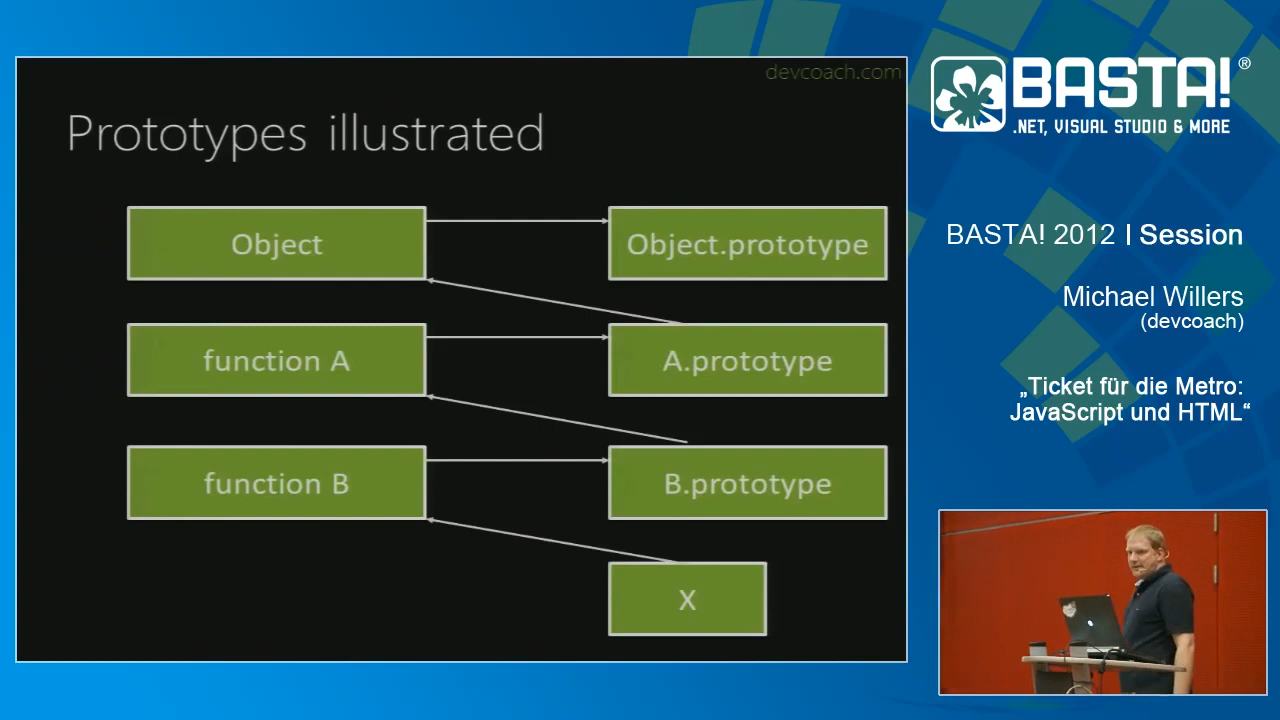 devcoach.com
Prototypes illustrated
Object
Object.prototype
function A
A.prototype
function B
B.prototype
X
BASTA!®
.NET, VISUAL STUDIO & MORE
BASTA! 2012 I Session
Michael Willers
(devcoach)
„Ticket für die Metro:
JavaScript und HTML“